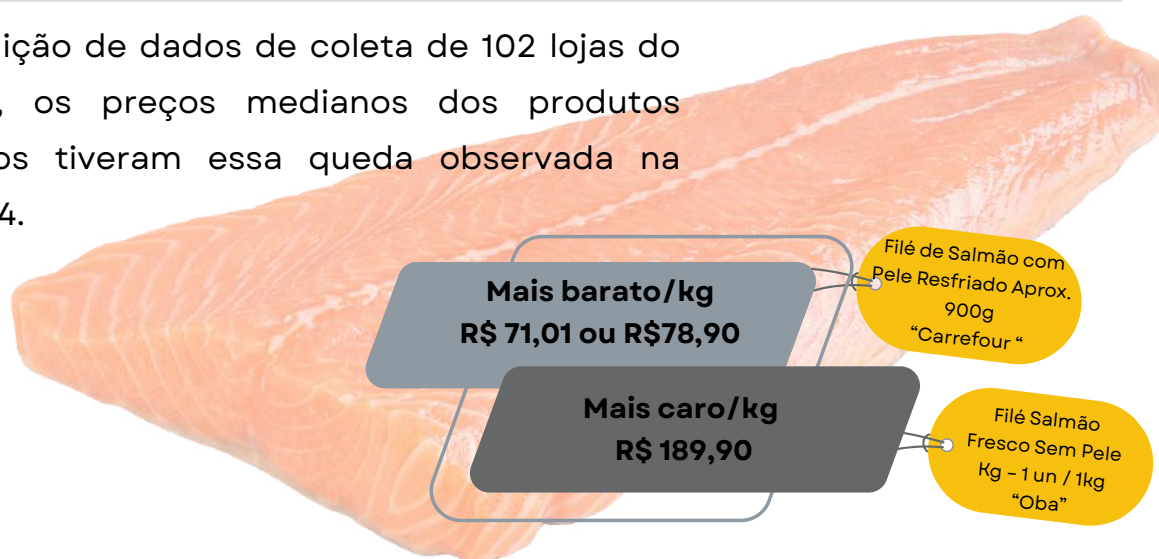 ição de dados de coleta de 102 lojas do
, os preços medianos dos produtos
os tiveram essa queda observada na
4.
Mais barato/kg
R$ 71,01 ou R$78,90
Filé de Salmão com
Pele Resfriado Aprox.
900g
“Carrefour “
Mais caro/kg
R$ 189,90
Filé Salmão
Fresco Sem Pele
Kg – 1 un / 1kg
“Oba”